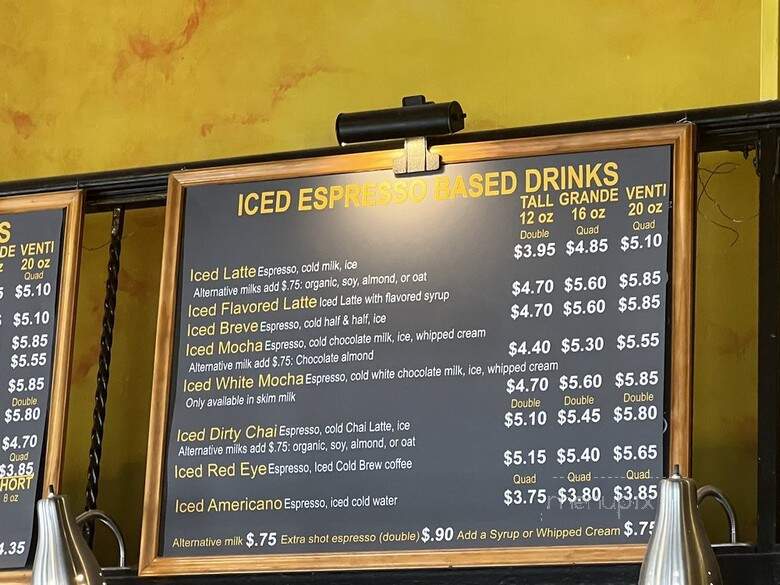 S
DE VENTI
z 20 oz
Quad
5 $5.10
$5.10
$5.85
$5.55
$5.85
Double
$5.80
$4.70
Quad
$3.85
HORT
8 oz
4.35
ICED ESPRESSO BASED DRINKS
TALL GRANDE VENTI
12 oz 16 oz 20 oz
Double Quad Quad
Iced Latte Espresso, cold milk, ice $3.95 $4.85 $5.10
Alternative milks add $.75: organic, soy, almond, or oat
Iced Flavored Latte Iced Latte with flavored syrup $4.70 $5.60 $5.85
Iced Breve Espresso, cold half & half, ice $4.70 $5.60 $5.85
Iced Mocha Espresso, cold chocolate milk, ice, whipped cream $4.40 $5.30 $5.55
Alternative milk add $.75: Chocolate almond
Iced White Mocha Espresso, cold white chocolate milk, ice, whipped cream $4.70 $5.60 $5.85
Only available in skim milk
Double Double Double
Iced Dirty Chai Espresso, cold Chai Latte, ice $5.10 $5.45 $5.80
Alternative milks add $.75: organic, soy, almond, or oat
Iced Red Eye Espresso, Iced Cold Brew coffee $5.15 $5.40 $5.65
Quad Quad Quad
Iced Americano Espresso, iced cold water $3.75 $3.80 $3.85
menupix
Alternative milk $.75 Extra shot espresso (double) $.90 Add a Syrup or Whipped Cream $.75